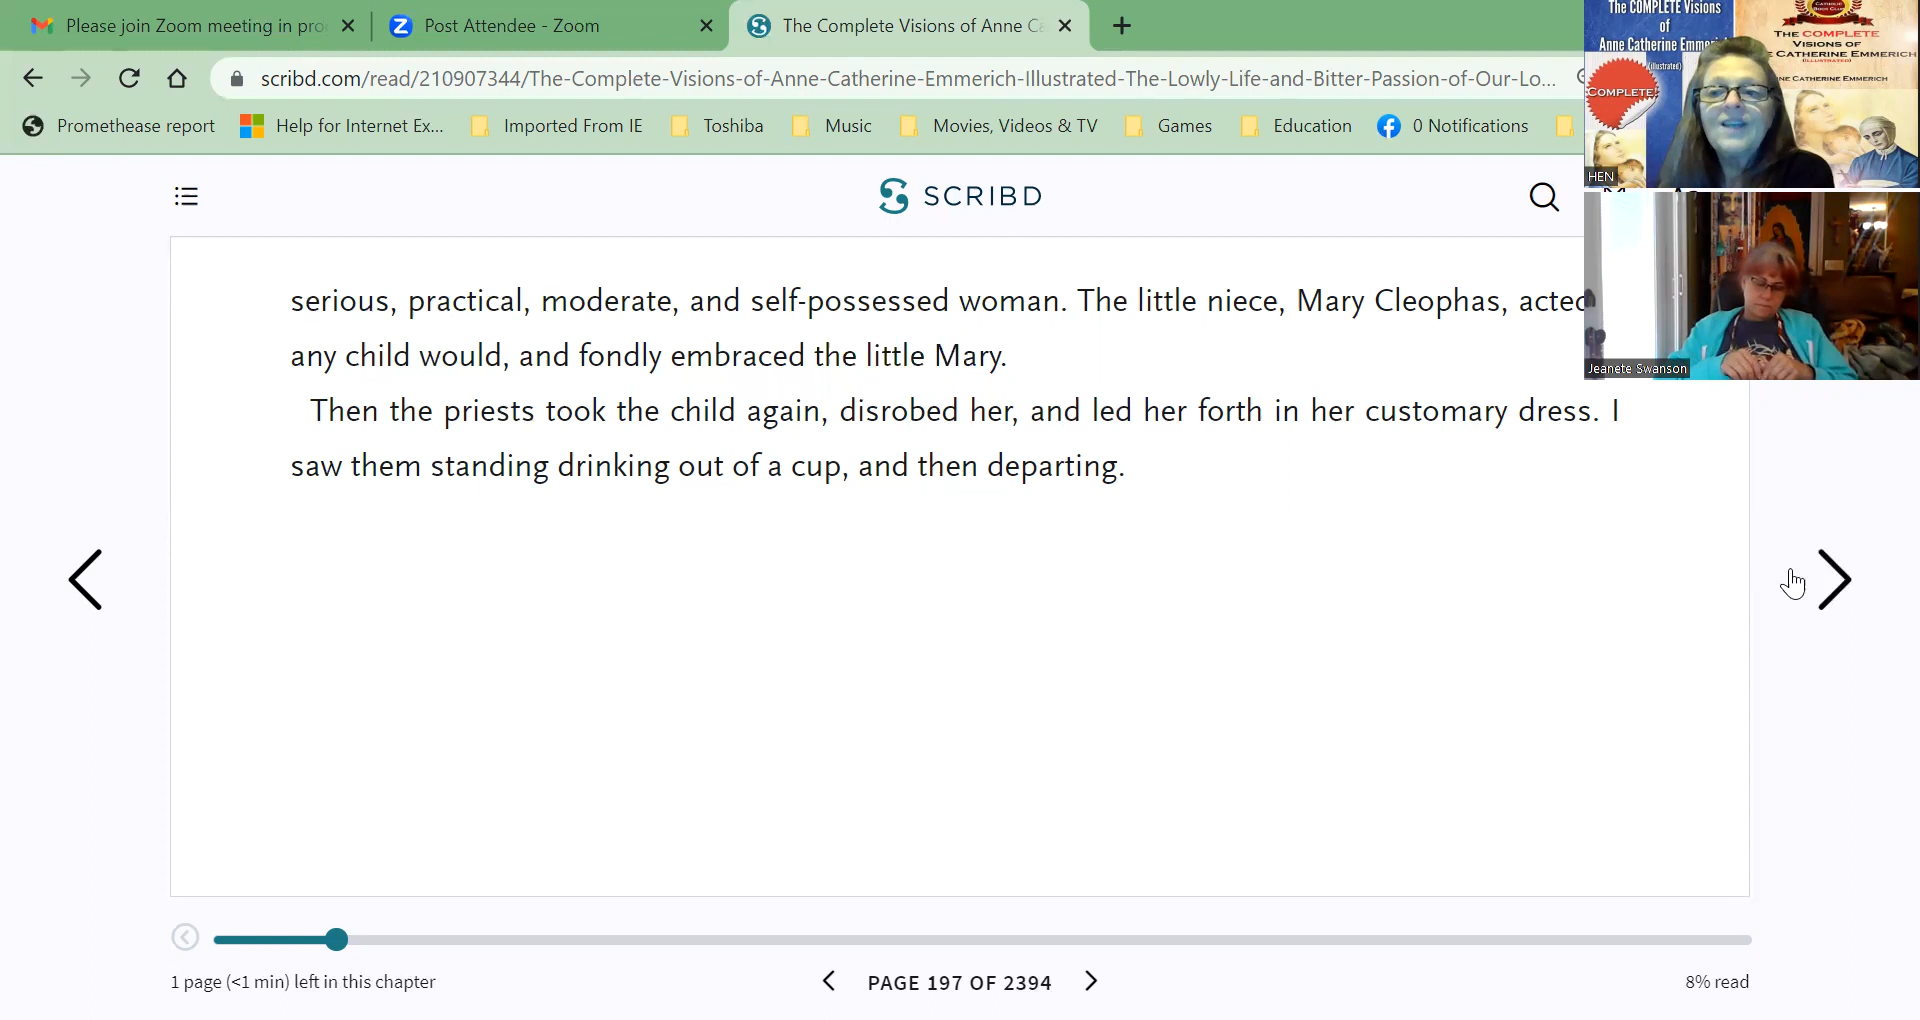 Please join Zoom meeting in pro
Post Attendee - Zoom
The Complete Visions of Anne Ca
scribd.com/read/210907344/The-Complete-Visions-of-Anne-Catherine-Emmerich-Illustrated-The-Lowly-Life-and-Bitter-Passion-of-Our-Lo...
Promethease report
Help for Internet Ex...
Imported From IE
Toshiba
Music
Movies, Videos & TV
Games
Education
0 Notifications
The COMPLETE Visions
of
Anne Catherine Emmerich
(illustrated)
COMPLETE!
THE COMPLETE
VISIONS OF
CATHERINE EMMERICH
(ILLUSTRATED)
CATHERINE EMMERICH
HEN
Jeanete Swanson
SCRIBD
serious, practical, moderate, and self-possessed woman. The little niece, Mary Cleophas, acted
any child would, and fondly embraced the little Mary.
Then the priests took the child again, disrobed her, and led her forth in her customary dress. I
saw them standing drinking out of a cup, and then departing.
1 page (<1 min) left in this chapter
PAGE 197 OF 2394
8% read